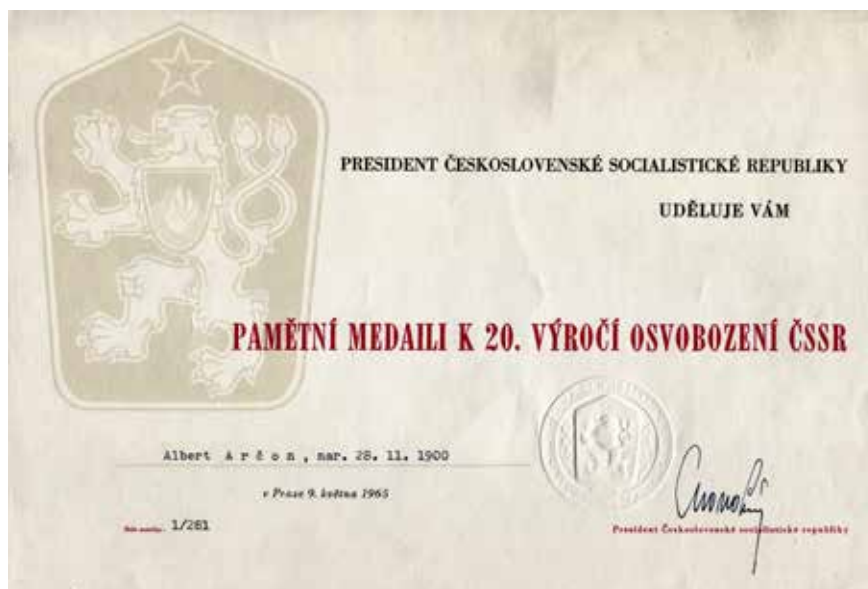 PRESIDENT ČESKOSLOVENSKÉ SOCIALISTICKÉ REPUBLIKY
UDĚLUJE VÁM
PAMĚTNÍ MEDAILI K 20. VÝROČÍ OSVOBOZENÍ ČSSR
Albert Arčon, nar. 28. 11. 1900
v Praze 9. května 1965
1/281
President Československé socialistické republiky